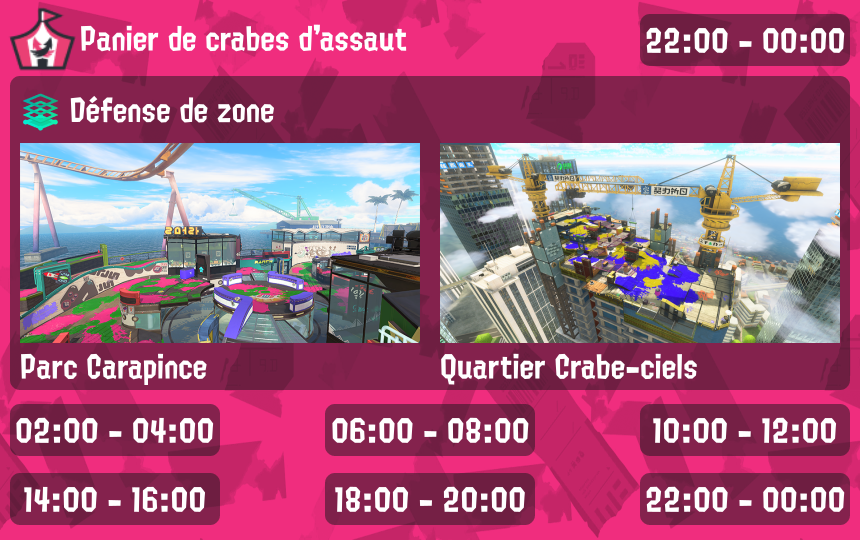 Panier de crabes d'assaut
22:00 - 00:00
Défense de zone
Parc Carapince
Quartier Crabe-ciels
02:00 - 04:00
06:00 - 08:00
10:00 - 12:00
14:00 - 16:00
18:00 - 20:00
22:00 - 00:00